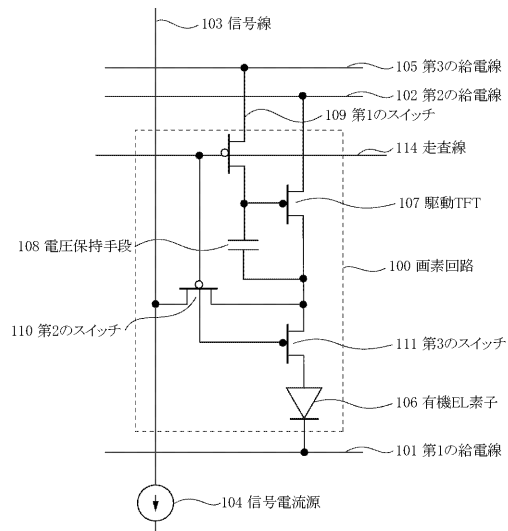 103 信号線
105 第3の給電線
102 第2の給電線
109 第1のスイッチ
114 走査線
107 駆動TFT
108 電圧保持手段
100 画素回路
110 第2のスイッチ
111 第3のスイッチ
106 有機EL素子
101 第1の給電線
104 信号電流源